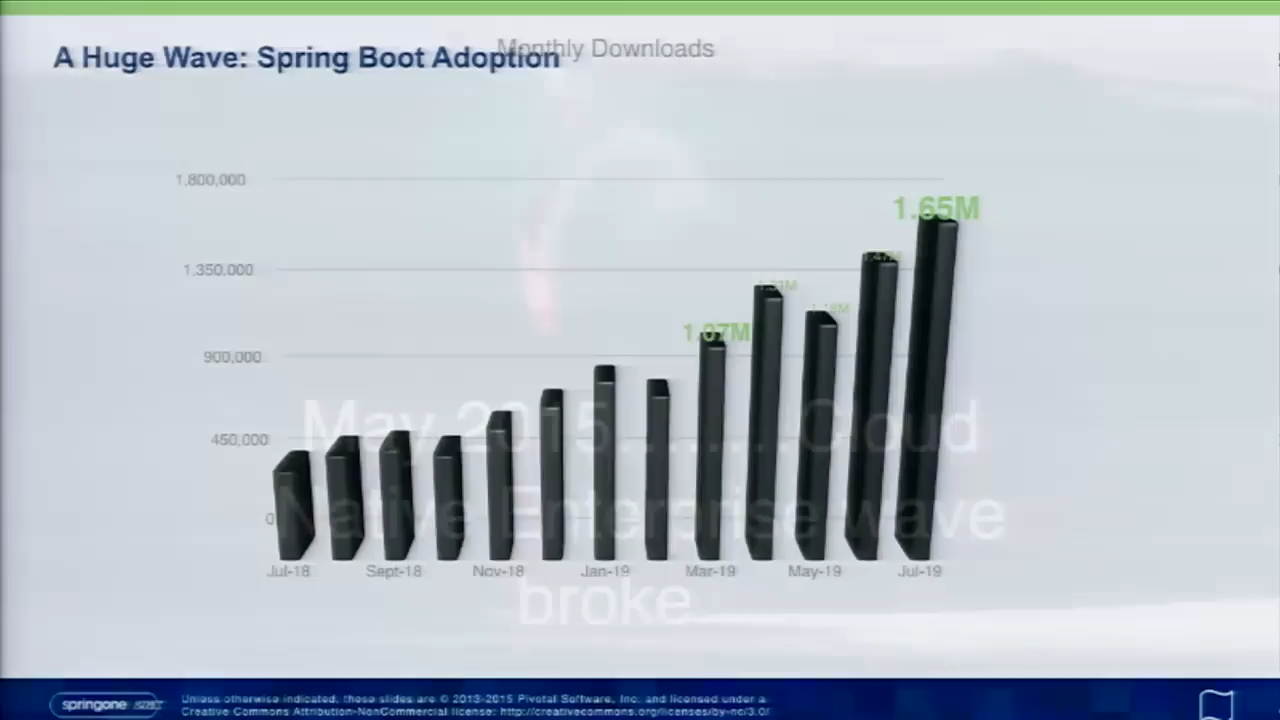 Monthly Downloads
A Huge Wave: Spring Boot Adoption
1,800,000
1.65M
1,350,000
1.07M
900,000
450,000
May 2015.......Cloud
Native Enterprise wave
0
Jul-18 Sept-18 Nov-18 Jan-19 Mar-19 May-19 Jul-19
broke
springone
Unless otherwise indicated, these slides are © 2013-2015 Pivotal Software, Inc. and licensed under a
Creative Commons Attribution-NonCommercial license: http://creativecommons.org/licenses/by-nc/3.0/